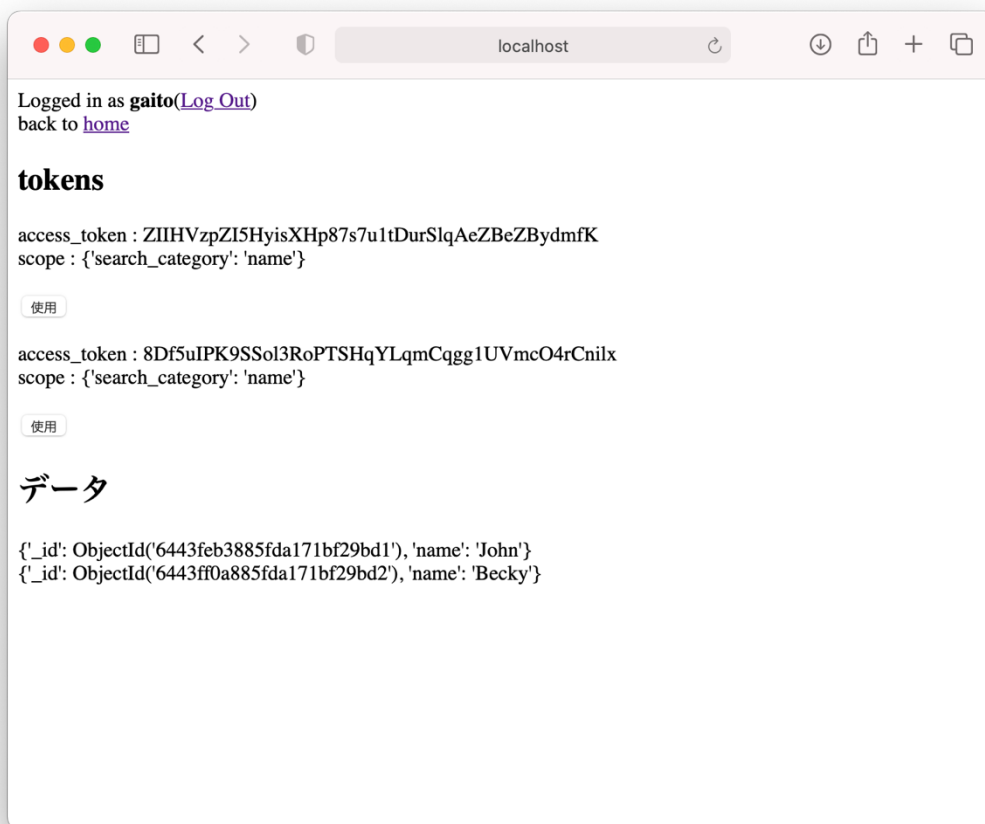 localhost
Logged in as gaito(Log Out)
back to home
tokens
access_token : ZIIHVzpZI5HyisXHp87s7u1tDurSlqAeZBeZBydmfK
scope : {'search_category': 'name'}
使用
access_token : 8Df5uIPK9SSol3RoPTSHqYLqmCqgg1UVmcO4rCnilx
scope : {'search_category': 'name'}
使用
データ
{'_id': ObjectId('6443feb3885fda171bf29bd1'), 'name': 'John'}
{'_id': ObjectId('6443ff0a885fda171bf29bd2'), 'name': 'Becky'}